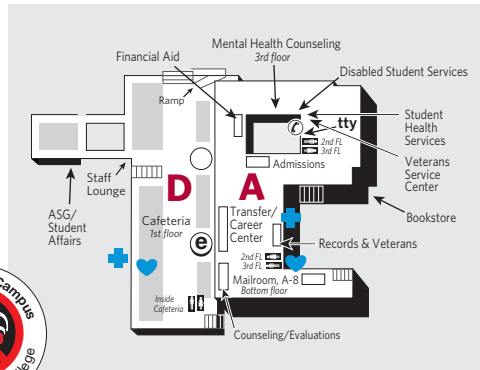 Mental Health Counseling
3rd floor
Financial Aid
Disabled Student Services
Ramp
tty
Student
Health
Services
2nd FL
3rd FL
Admissions
Veterans
Service
Center
Staff
Lounge
D
A
Bookstore
ASG/
Student
Affairs
Cafeteria
1st floor
Transfer/
Career
Center
e
Records & Veterans
2nd FL
3rd FL
Mailroom, A-8
Bottom floor
Inside
Cafeteria
Counseling/Evaluations
Campus